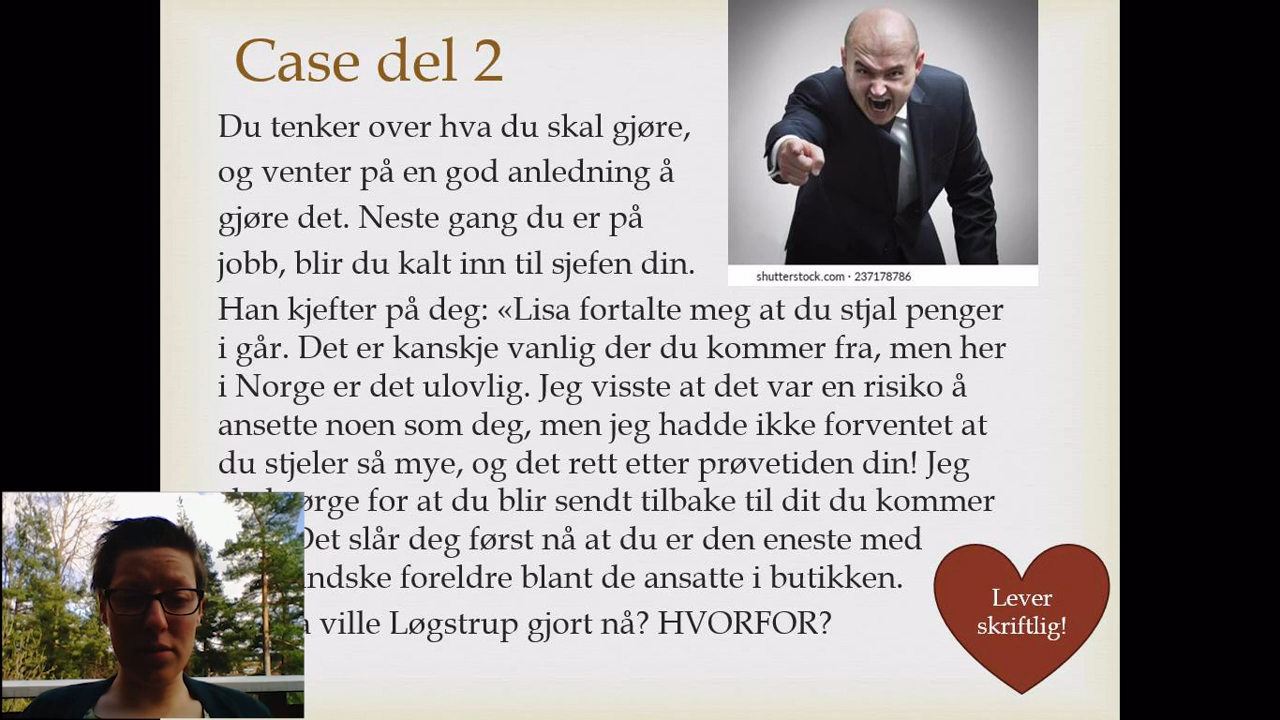 Case del 2
Du tenker over hva du skal gjøre,
og venter på en god anledning å
gjøre det. Neste gang du er på
jobb, blir du kalt inn til sjefen din.
shutterstock.com · 237178786
Han kjefter på deg: «Lisa fortalte meg at du stjal penger
i går. Det er kanskje vanlig der du kommer fra, men her
i Norge er det ulovlig. Jeg visste at det var en risiko å
ansette noen som deg, men jeg hadde ikke forventet at
du stjeler så mye, og det rett etter prøvetiden din! Jeg
for at du blir sendt tilbake til dit du kommer
Det slår deg først nå at du er den eneste med
foreldre blant de ansatte i butikken.
ville Løgstrup gjort nå? HVORFOR?
Lever
skriftlig!